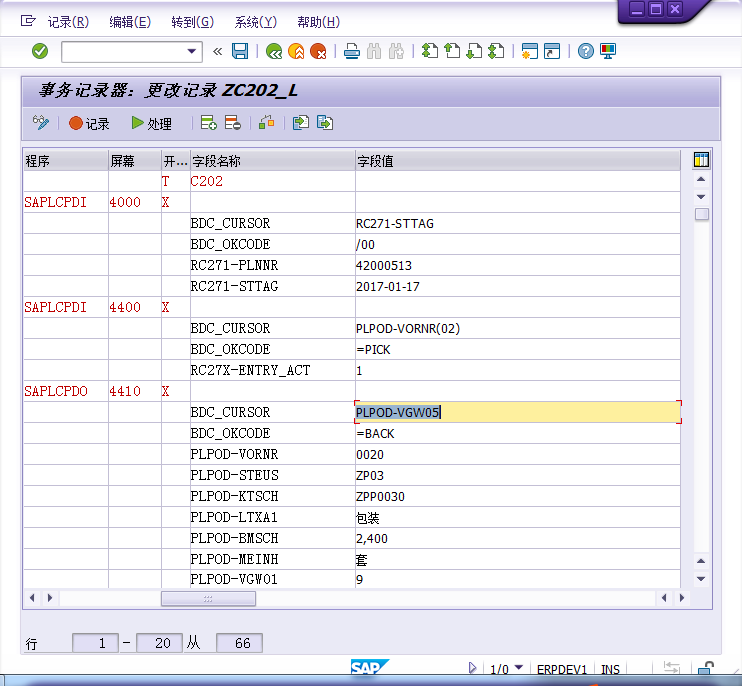 记录(R) 编辑(E) 转到(G) 系统(Y) 帮助(H)
事务记录器：更改记录 ZC202_L
记录 处理
程序 屏幕 开... 字段名称 字段值
T C202
SAPLCPDI 4000 X
BDC_CURSOR RC271-STTAG
BDC_OKCODE /00
RC271-PLNNR 42000513
RC271-STTAG 2017-01-17
SAPLCPDI 4400 X
BDC_CURSOR PLPOD-VORNR(02)
BDC_OKCODE =PICK
RC27X-ENTRY_ACT 1
SAPLCPDO 4410 X
BDC_CURSOR PLPOD-VGW05
BDC_OKCODE =BACK
PLPOD-VORNR 0020
PLPOD-STEUS ZP03
PLPOD-KTSCH ZPP0030
PLPOD-LTXA1 包装
PLPOD-BMSCH 2,400
PLPOD-MEINH 套
PLPOD-VGW01 9
行 1 - 20 从 66
SAP 1/0 ERPDEV1 INS